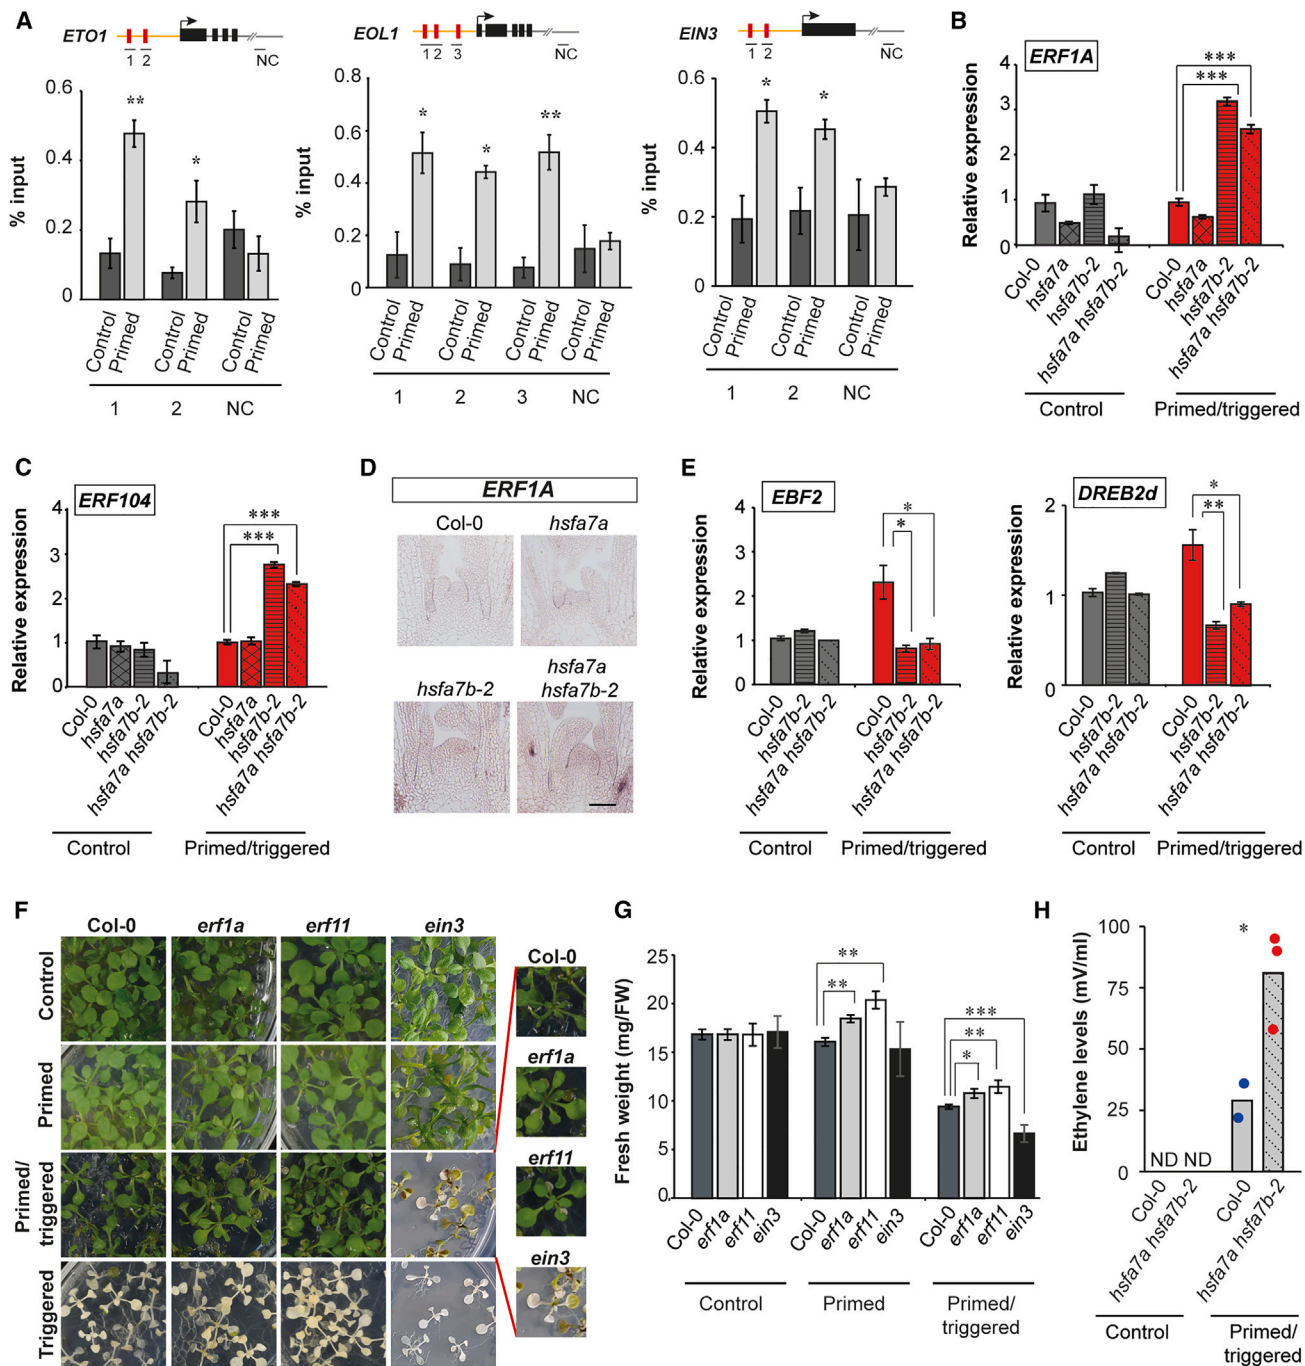 A
ETO1
1 2
NC
% input
0.6
0.4
0.2
0
**
*
Control
Primed
Control
Primed
Control
Primed
1 2 NC
EOL1
1 2 3
NC
% input
0.8
0.6
0.4
0.2
0
*
*
**
Control
Primed
Control
Primed
Control
Primed
Control
Primed
1 2 3 NC
EIN3
1 2
NC
% input
0.6
0.4
0.2
0
*
*
Control
Primed
Control
Primed
Control
Primed
1 2 NC
B
ERF1A
Relative expression
4
3
2
1
0
***
***
Col-0
hsfa7a
hsfa7b-2
hsfa7a hsfa7b-2
Col-0
hsfa7a
hsfa7b-2
hsfa7a hsfa7b-2
Control
Primed/triggered
C
ERF104
Relative expression
4
3
2
1
0
***
***
Col-0
hsfa7a
hsfa7b-2
hsfa7a hsfa7b-2
Col-0
hsfa7a
hsfa7b-2
hsfa7a hsfa7b-2
Control
Primed/triggered
D
ERF1A
Col-0
hsfa7a
hsfa7b-2
hsfa7a
hsfa7b-2
E
EBF2
Relative expression
4
3
2
1
0
*
*
Col-0
hsfa7b-2
hsfa7a hsfa7b-2
Col-0
hsfa7b-2
hsfa7a hsfa7b-2
Control
Primed/triggered
DREB2d
Relative expression
2
1
0
*
**
Col-0
hsfa7b-2
hsfa7a hsfa7b-2
Col-0
hsfa7b-2
hsfa7a hsfa7b-2
Control
Primed/triggered
F
Col-0 erf1a erf11 ein3
Control
Primed
Primed/
triggered
Triggered
Col-0
erf1a
erf11
ein3
G
Fresh weight (mg/FW)
25
20
15
10
5
0
**
**
***
**
*
Col-0
erf1a
erf11
ein3
Col-0
erf1a
erf11
ein3
Col-0
erf1a
erf11
ein3
Control
Primed
Primed/
triggered
H
Ethylene levels (mV/ml)
100
75
50
25
0
*
ND ND
Col-0
hsfa7a hsfa7b-2
Col-0
hsfa7a hsfa7b-2
Control
Primed/
triggered